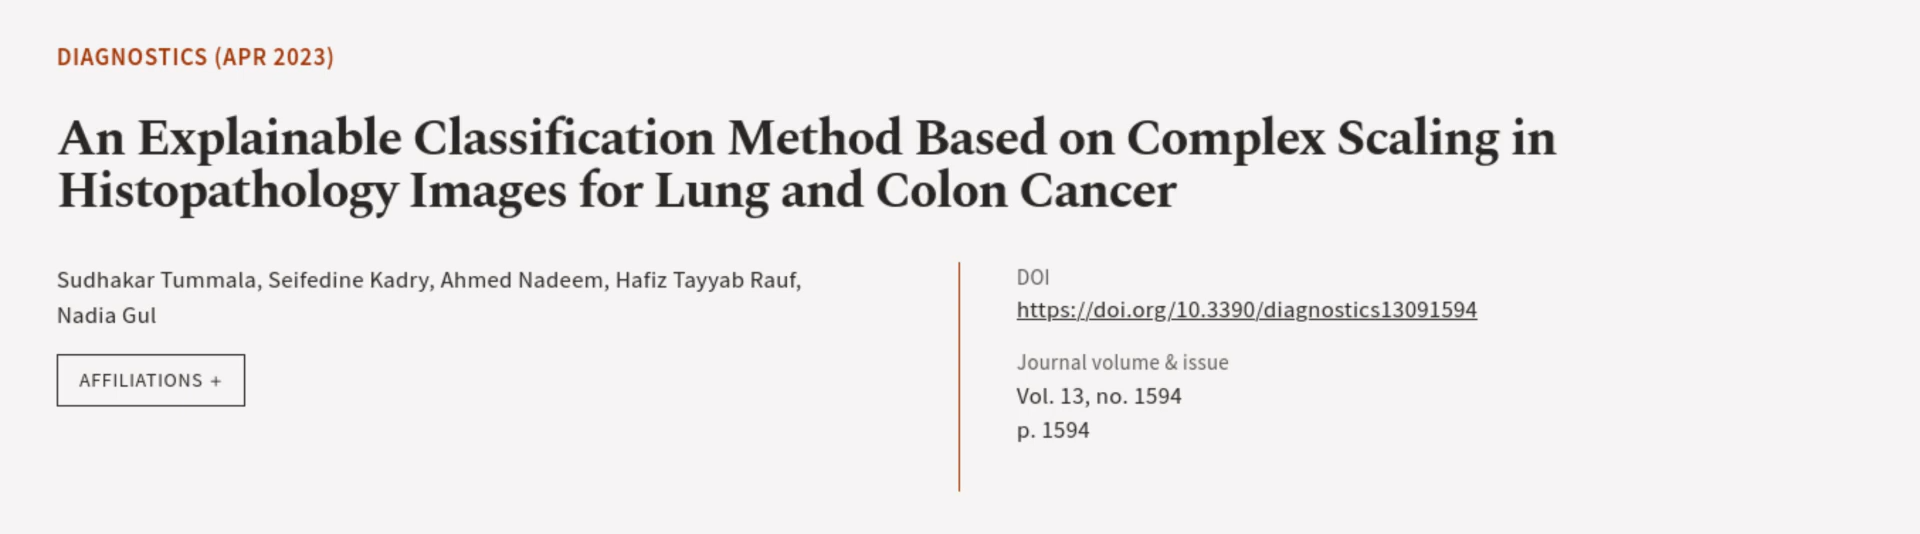 DIAGNOSTICS (APR 2023)
An Explainable Classification Method Based on Complex Scaling in
Histopathology Images for Lung and Colon Cancer
Sudhakar Tummala, Seifedine Kadry, Ahmed Nadeem, Hafiz Tayyab Rauf,
Nadia Gul
AFFILIATIONS +
DOI
https://doi.org/10.3390/diagnostics13091594
Journal volume & issue
Vol. 13, no. 1594
p. 1594